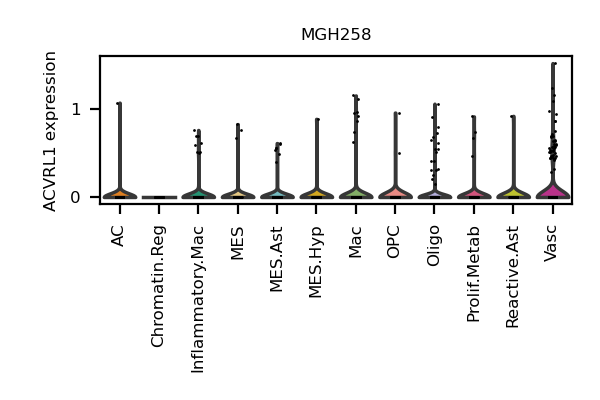 MGH258
ACVRL1 expression
1
0
AC
Chromatin.Reg
Inflammatory.Mac
MES
MES.Ast
MES.Hyp
Mac
OPC
Oligo
Prolif.Metab
Reactive.Ast
Vasc